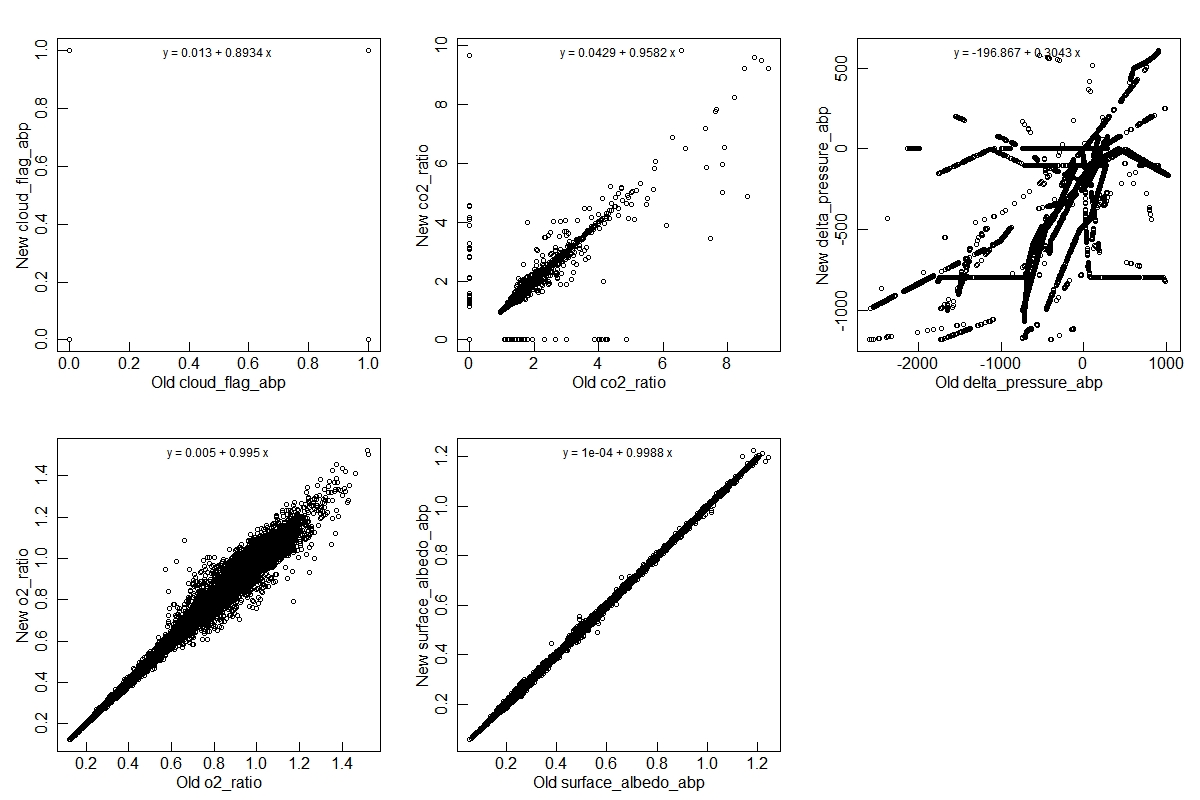 y = 0.013 + 0.8934 x
New cloud_flag_abp
0.0 0.2 0.4 0.6 0.8 1.0
0.0 0.2 0.4 0.6 0.8 1.0
Old cloud_flag_abp
y = 0.0429 + 0.9582 x
New co2_ratio
0 2 4 6 8 10
0 2 4 6 8
Old co2_ratio
y = -196.867 + 0.3043 x
New delta_pressure_abp
-1000 -500 0 500
-2000 -1000 0 1000
Old delta_pressure_abp
y = 0.005 + 0.995 x
New o2_ratio
0.2 0.4 0.6 0.8 1.0 1.2 1.4
0.2 0.4 0.6 0.8 1.0 1.2 1.4
Old o2_ratio
y = 1e-04 + 0.9988 x
New surface_albedo_abp
0.2 0.4 0.6 0.8 1.0 1.2
0.2 0.4 0.6 0.8 1.0 1.2
Old surface_albedo_abp